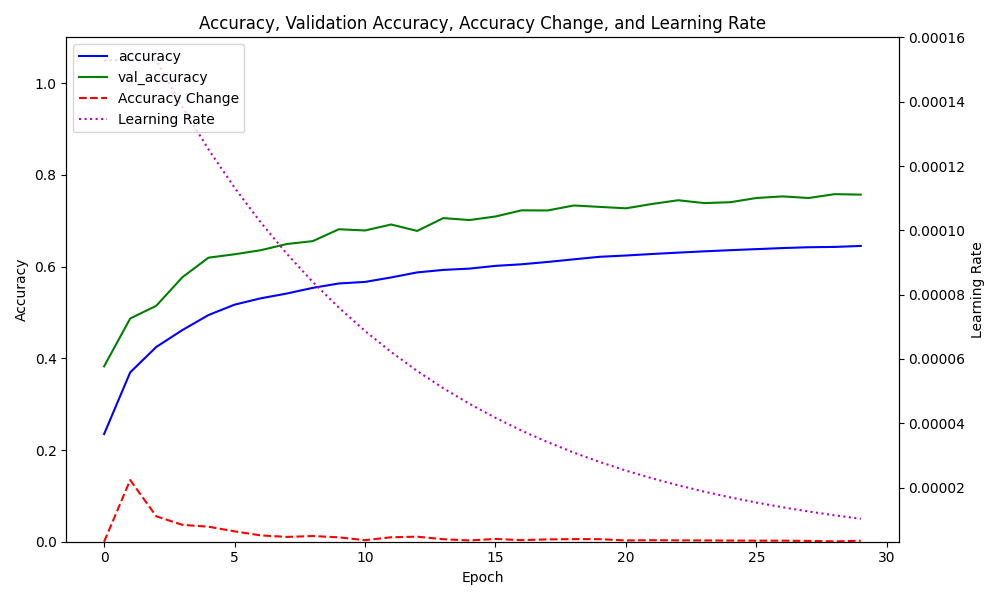 Accuracy, Validation Accuracy, Accuracy Change, and Learning Rate
accuracy
val_accuracy
Accuracy Change
Learning Rate
Accuracy
1.0
0.8
0.6
0.4
0.2
0.0
0
5
10
15
20
25
30
Epoch
0.00016
0.00014
0.00012
0.00010
0.00008
0.00006
0.00004
0.00002
Learning Rate